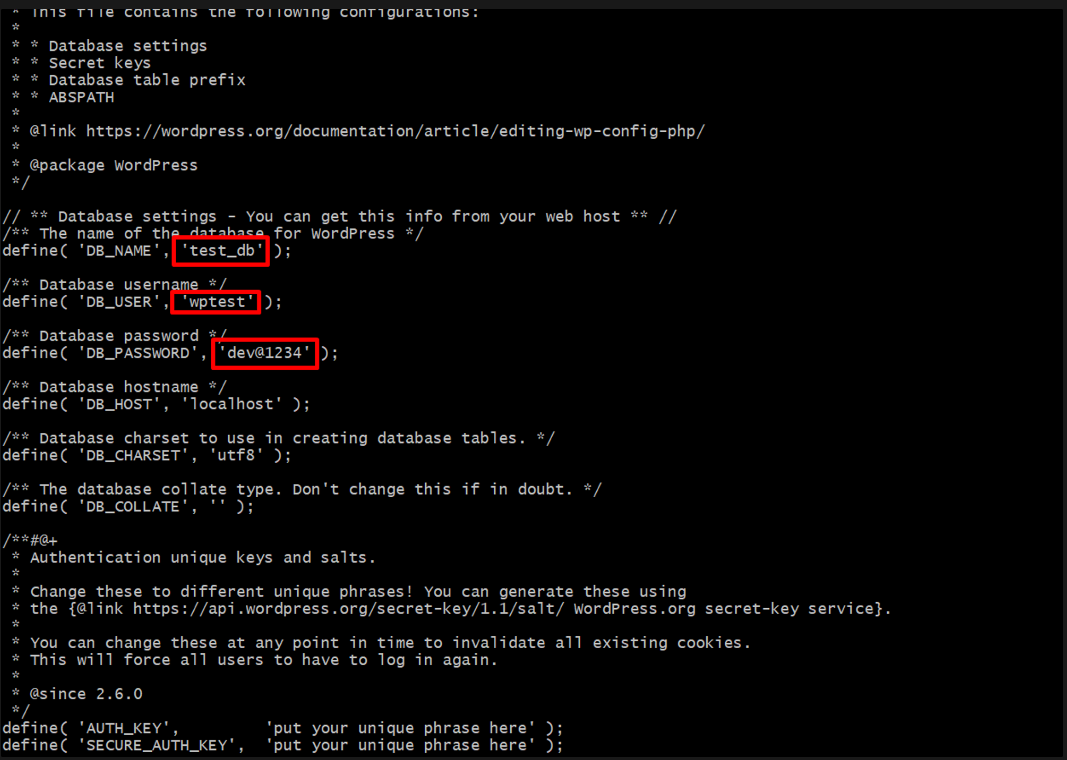 * This file contains the following configurations:
*
* * Database settings
* * Secret keys
* * Database table prefix
* * ABSPATH
*
* @link https://wordpress.org/documentation/article/editing-wp-config-php/
*
* @package WordPress
*/
// ** Database settings - You can get this info from your web host ** //
/** The name of the database for WordPress */
define( 'DB_NAME', 'test_db' );
/** Database username */
define( 'DB_USER', 'wptest' );
/** Database password */
define( 'DB_PASSWORD', 'dev@1234' );
/** Database hostname */
define( 'DB_HOST', 'localhost' );
/** Database charset to use in creating database tables. */
define( 'DB_CHARSET', 'utf8' );
/** The database collate type. Don't change this if in doubt. */
define( 'DB_COLLATE', '' );
/**#@+
* Authentication unique keys and salts.
*
* Change these to different unique phrases! You can generate these using
* the {@link https://api.wordpress.org/secret-key/1.1/salt/ WordPress.org secret-key service}.
*
* You can change these at any point in time to invalidate all existing cookies.
* This will force all users to have to log in again.
*
* @since 2.6.0
*/
define( 'AUTH_KEY',         'put your unique phrase here' );
define( 'SECURE_AUTH_KEY',  'put your unique phrase here' );